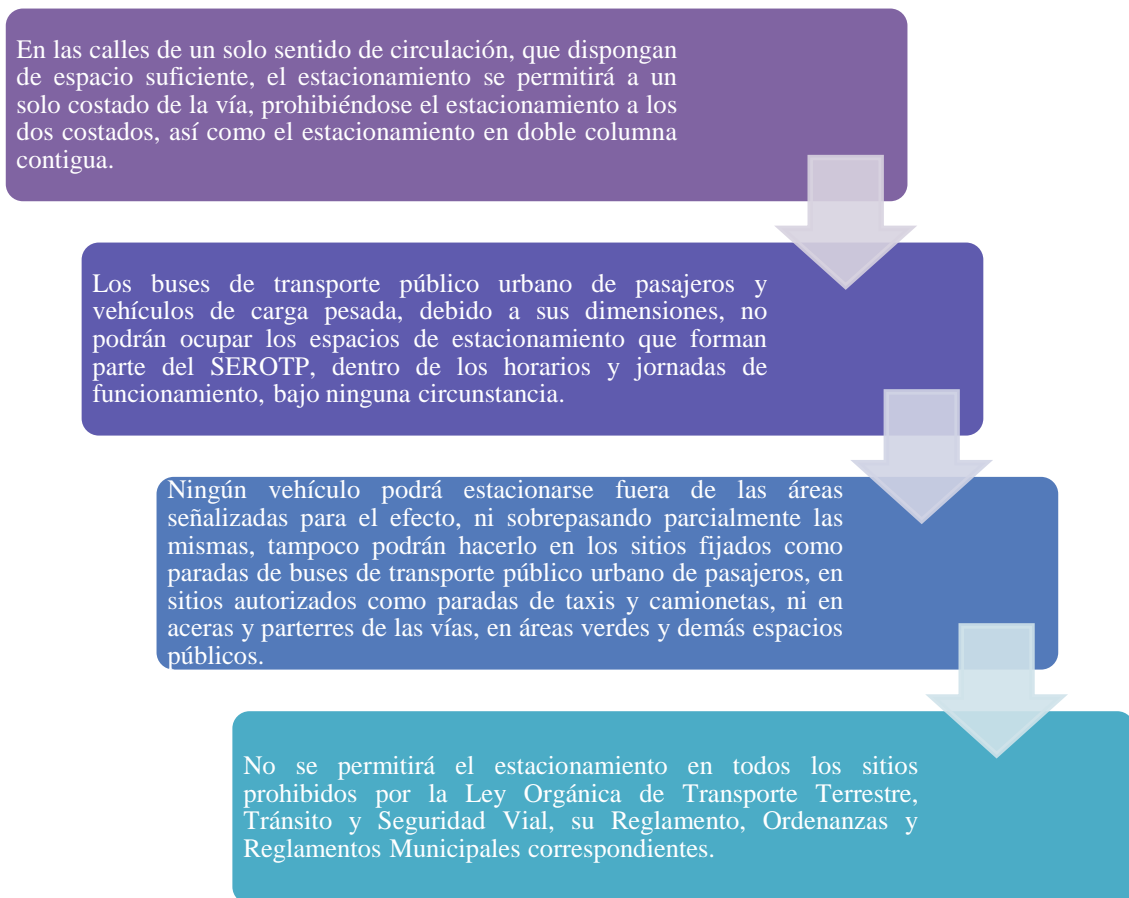 En las calles de un solo sentido de circulación, que dispongan
de espacio suficiente, el estacionamiento se permitirá a un
solo costado de la vía, prohibiéndose el estacionamiento a los
dos costados, así como el estacionamiento en doble columna
contigua.
Los buses de transporte público urbano de pasajeros y
vehículos de carga pesada, debido a sus dimensiones, no
podrán ocupar los espacios de estacionamiento que forman
parte del SEROTP, dentro de los horarios y jornadas de
funcionamiento, bajo ninguna circunstancia.
Ningún vehículo podrá estacionarse fuera de las áreas
señalizadas para el efecto, ni sobrepasando parcialmente las
mismas, tampoco podrán hacerlo en los sitios fijados como
paradas de buses de transporte público urbano de pasajeros, en
sitios autorizados como paradas de taxis y camionetas, ni en
aceras y parterres de las vías, en áreas verdes y demás espacios
públicos.
No se permitirá el estacionamiento en todos los sitios
prohibidos por la Ley Orgánica de Transporte Terrestre,
Tránsito y Seguridad Vial, su Reglamento, Ordenanzas y
Reglamentos Municipales correspondientes.